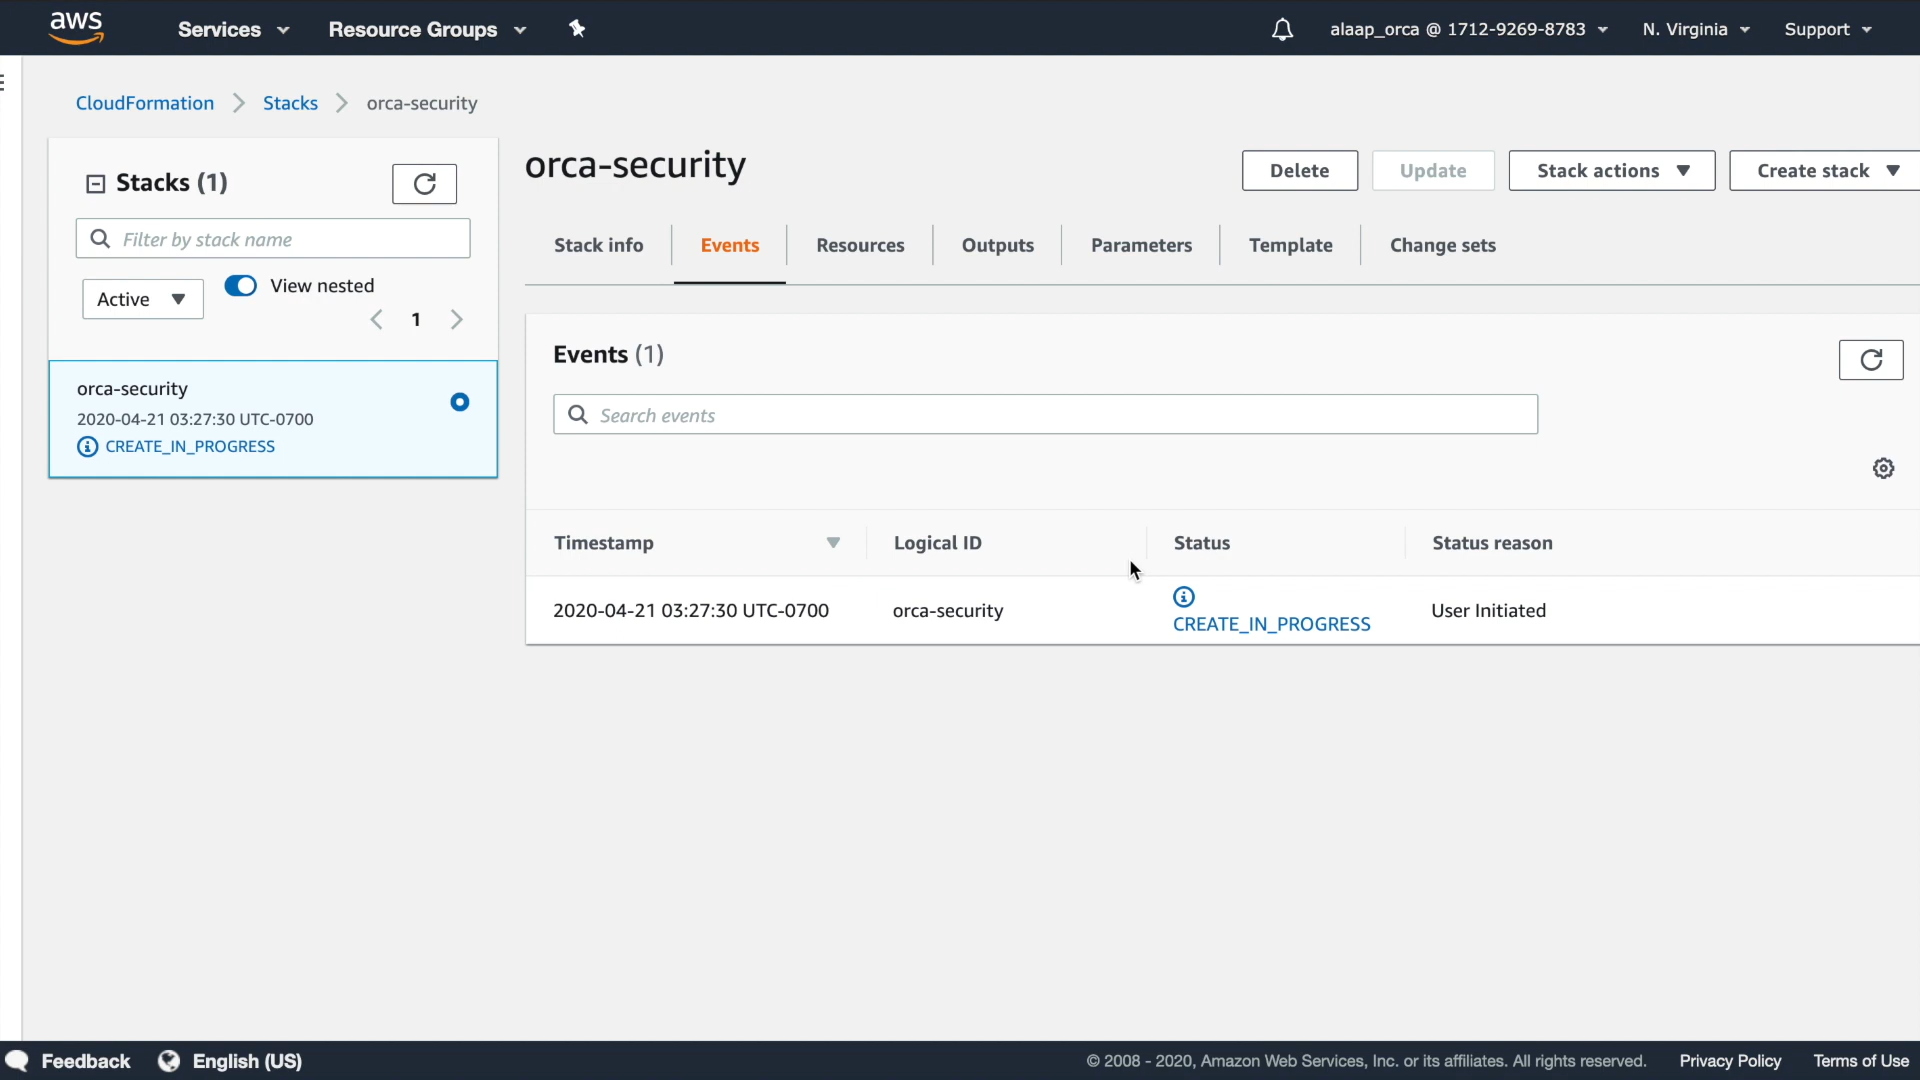 aws
Services
Resource Groups
alaap_orca @ 1712-9269-8783
N. Virginia
Support
CloudFormation
Stacks
orca-security
Stacks (1)
Filter by stack name
Active
View nested
1
orca-security
2020-04-21 03:27:30 UTC-0700
CREATE_IN_PROGRESS
orca-security
Delete
Update
Stack actions
Create stack
Stack info
Events
Resources
Outputs
Parameters
Template
Change sets
Events (1)
Search events
Timestamp
Logical ID
Status
Status reason
2020-04-21 03:27:30 UTC-0700
orca-security
CREATE_IN_PROGRESS
User Initiated
Feedback
English (US)
© 2008 - 2020, Amazon Web Services, Inc. or its affiliates. All rights reserved.
Privacy Policy
Terms of Use